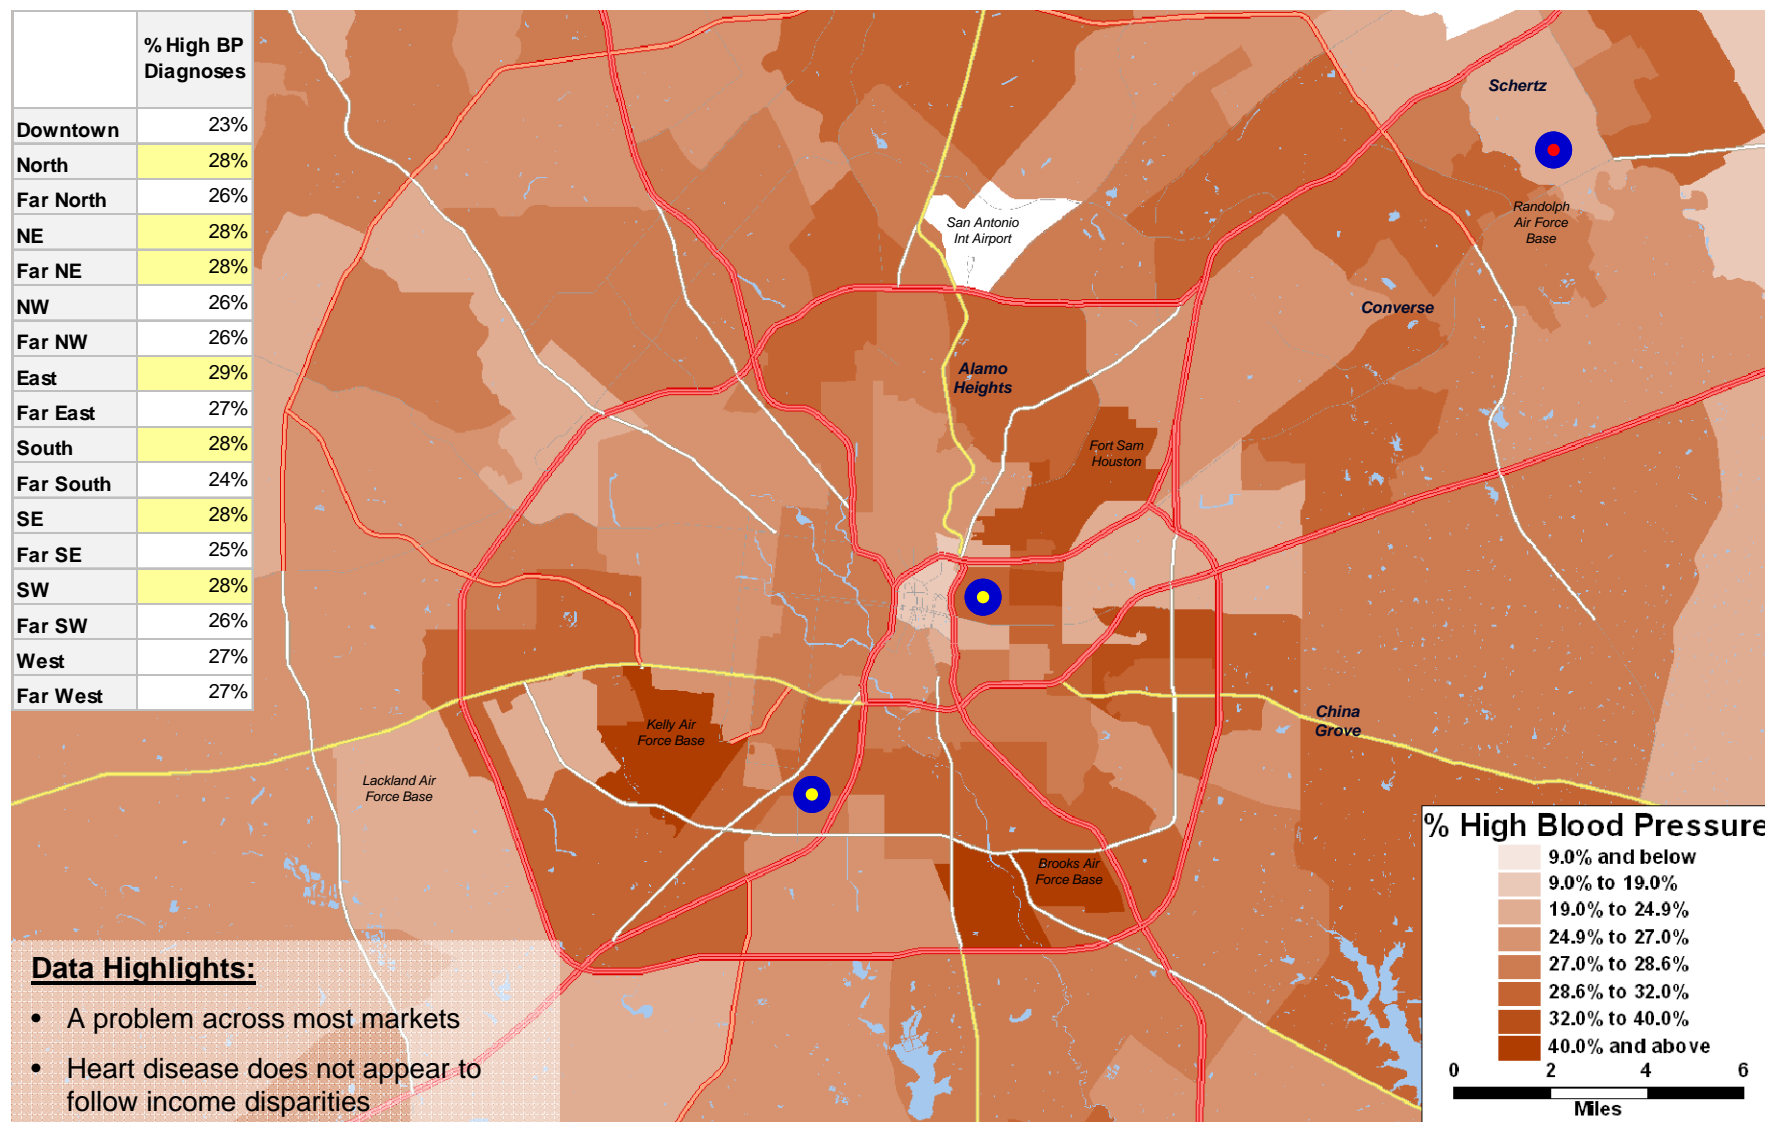 % High BP
Diagnoses
Downtown 23%
North 28%
Far North 26%
NE 28%
Far NE 28%
NW 26%
Far NW 26%
East 29%
Far East 27%
South 28%
Far South 24%
SE 28%
Far SE 25%
SW 28%
Far SW 26%
West 27%
Far West 27%
Schertz
Randolph
Air Force
Base
San Antonio
Int Airport
Converse
Alamo
Heights
Fort Sam
Houston
China
Grove
Kelly Air
Force Base
Lackland Air
Force Base
Brooks Air
Force Base
% High Blood Pressure
9.0% and below
9.0% to 19.0%
19.0% to 24.9%
24.9% to 27.0%
27.0% to 28.6%
28.6% to 32.0%
32.0% to 40.0%
40.0% and above
0 2 4 6
Miles
Data Highlights:
• A problem across most markets
• Heart disease does not appear to
follow income disparities